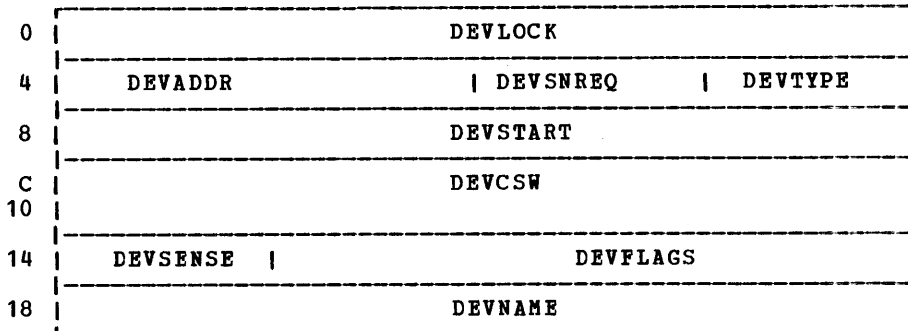 0 DEVLOCK
4 DEVADDR | DEVSNREQ | DEVTYPE
8 DEVSTART
C DEVCSW
10
14 DEVSENSE | DEVFLAGS
18 DEVNAME